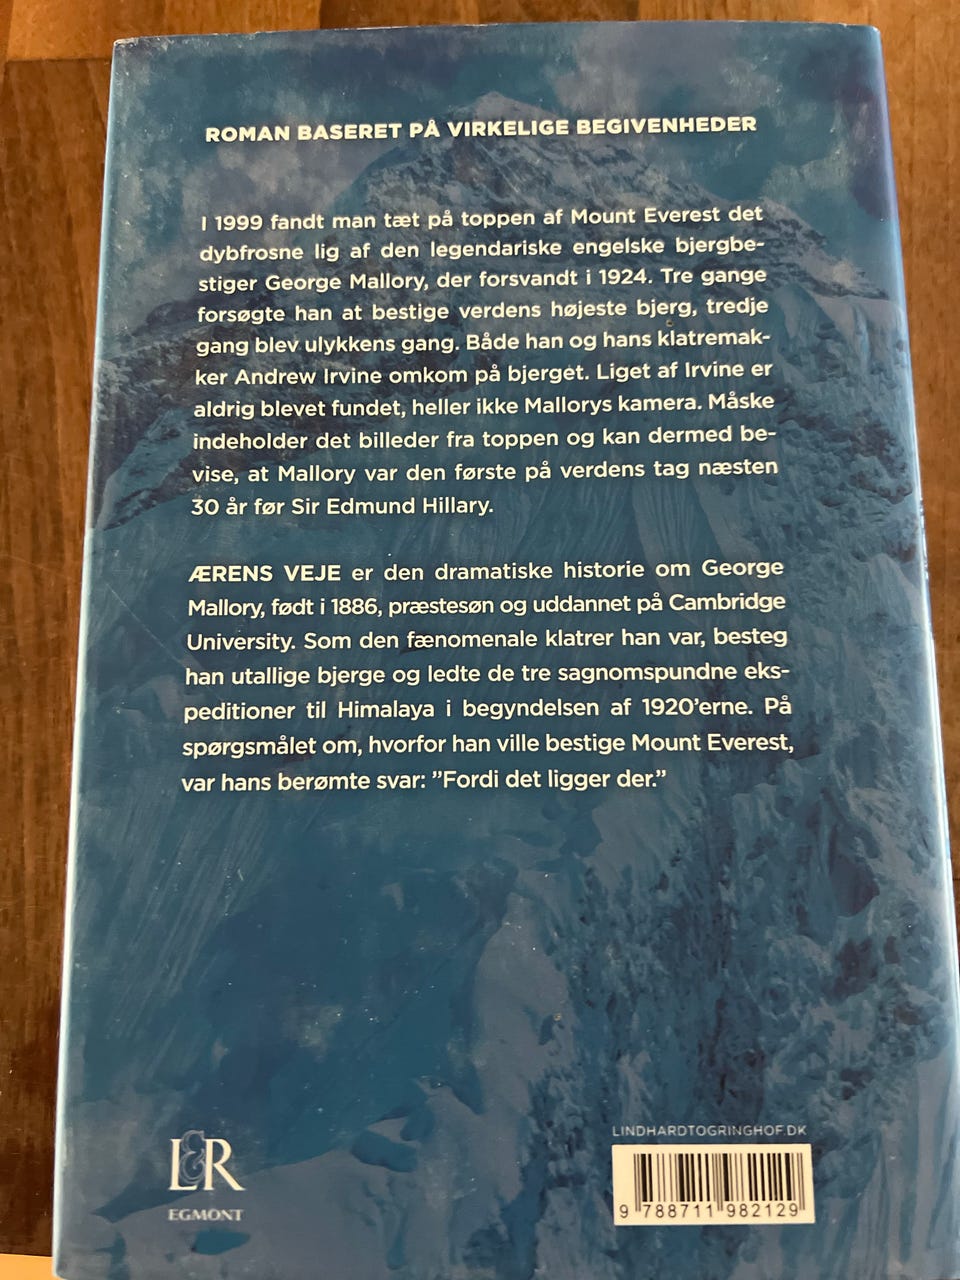 ROMAN BASERET PÅ VIRKELIGE BEGIVENHEDER
I 1999 fandt man tæt på toppen af Mount Everest det
dybfrosne lig af den legendariske engelske bjergbe-
stiger George Mallory, der forsvandt i 1924. Tre gange
forsøgte han at bestige verdens højeste bjerg, tredje
gang blev ulykkens gang. Både han og hans klatremak-
ker Andrew Irvine omkom på bjerget. Liget af Irvine er
aldrig blevet fundet, heller ikke Mallorys kamera. Måske
indeholder det billeder fra toppen og kan dermed be-
vise, at Mallory var den første på verdens tag næsten
30 år før Sir Edmund Hillary.
ÆRENS VEJE er den dramatiske historie om George
Mallory, født i 1886, præstesøn og uddannet på Cambridge
University. Som den fænomenale klatrer han var, besteg
han utallige bjerge og ledte de tre sagnomspundne eks-
peditioner til Himalaya i begyndelsen af 1920'erne. På
spørgsmålet om, hvorfor han ville bestige Mount Everest,
var hans berømte svar: ”Fordi det ligger der.”
LINDHARDTOGRINGHOF.DK
L&R
EGMONT
9 788711 982129